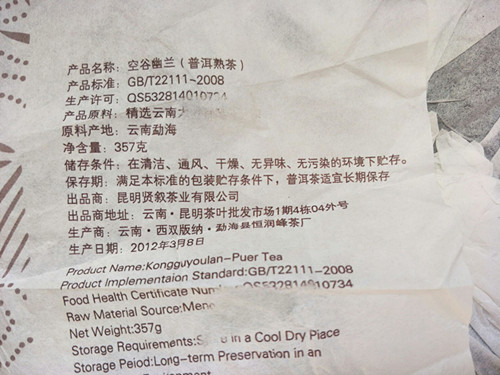 产品名称：空谷幽兰（普洱熟茶）
产品标准：GB/T22111-2008
生产许可：QS532814010734
产品原料：精选云南大
原料产地：云南勐海
净含量：357克
储存条件：在清洁、通风、干燥、无异味、无污染的环境下贮存。
保存期：满足本标准的包装贮存条件下，普洱茶适宜长期保存
出品商：昆明贤叙茶业有限公司
出品商地址：云南·昆明茶叶批发市场1期4栋04外号
生产商：云南·西双版纳·勐海县恒润峰茶厂
生产日期：2012年3月8日
Product Name:Kongguyoulan-Puer Tea
Product Implementaion Standard:GB/T22111-2008
Food Health Certificate Number:QS532814010734
Raw Material Source:Mene
Net Weight:357g
Storage Requirements: in a Cool Dry Place
Storage Peiod:Long-term Preservation in an